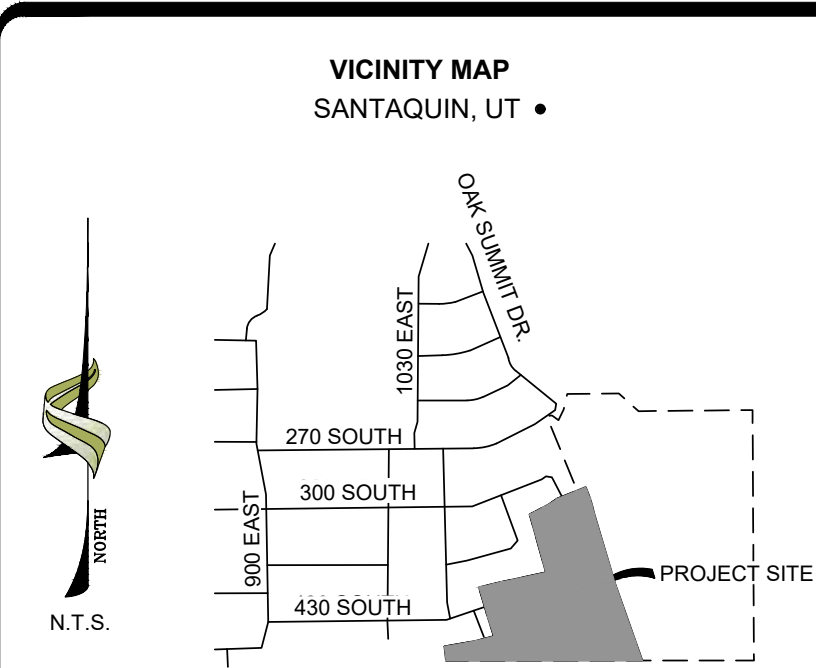 VICINITY MAP
SANTAQUIN, UT
OAK SUMMIT DR.
1030 EAST
270 SOUTH
300 SOUTH
900 EAST
NORTH
PROJECT SITE
430 SOUTH
N.T.S.